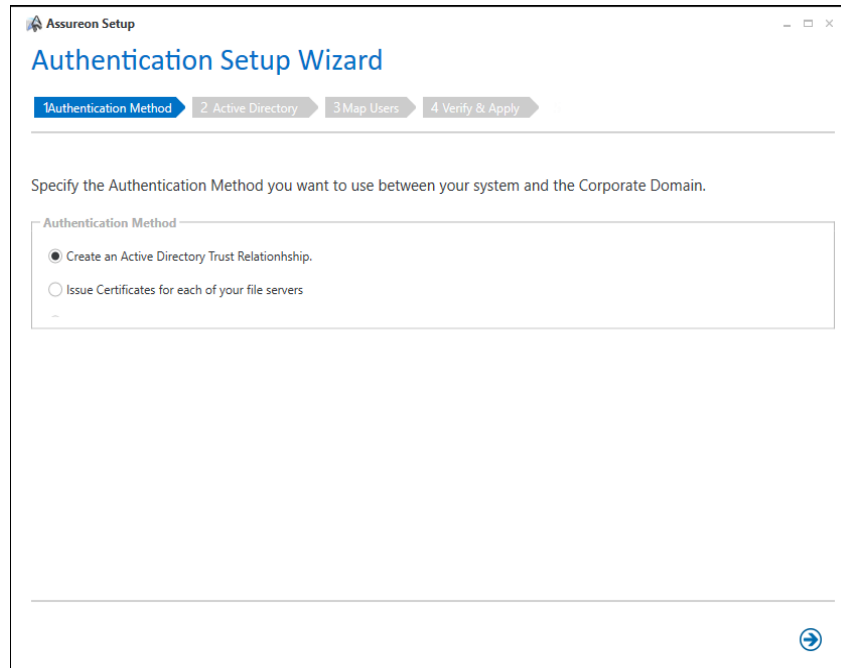 Assureon Setup
Authentication Setup Wizard
1Authentication Method 2 Active Directory 3 Map Users 4 Verify & Apply
Specify the Authentication Method you want to use between your system and the Corporate Domain.
Authentication Method
Create an Active Directory Trust Relationhship.
Issue Certificates for each of your file servers